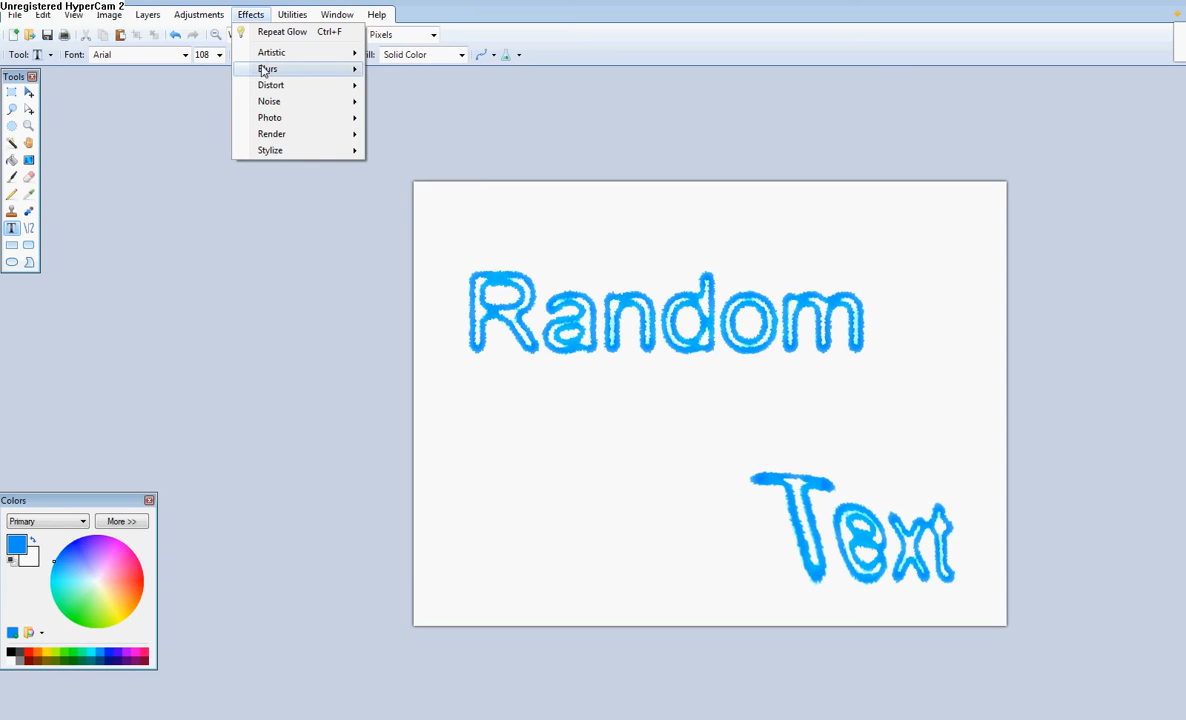 Unregistered HyperCam 2
File Edit View Image Layers Adjustments Effects Utilities Window Help
Repeat Glow Ctrl+F
Pixels
Tool: T Font: Arial 108 Solid Color
Artistic
Blurs
Distort
Noise
Photo
Render
Stylize
Tools
Random
Text
Colors
Primary More >>